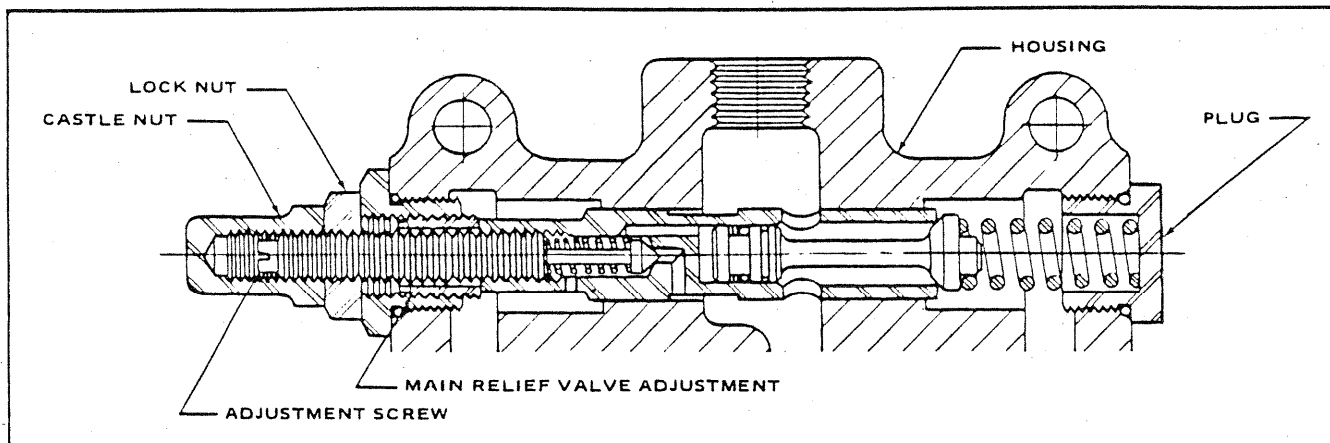 HOUSING
LOCK NUT
CASTLE NUT
PLUG
MAIN RELIEF VALVE ADJUSTMENT
ADJUSTMENT SCREW